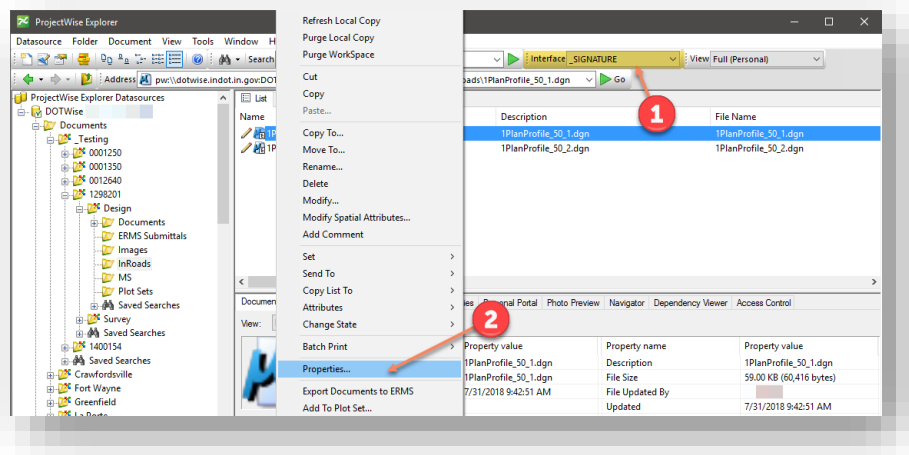 ProjectWise Explorer
Datasource Folder Document View Tools Window H
Search
Interface _SIGNATURE
View Full (Personal)
Address pw:\\dotwise.indot.in.gov:DOT
oads\1PlanProfile_50_1.dgn
Go
1
ProjectWise Explorer Datasources
DOTWise
Documents
_Testing
0001250
0001350
0012640
1298201
Design
Documents
ERMS Submittals
Images
InRoads
MS
Plot Sets
Saved Searches
Survey
Saved Searches
1400154
Saved Searches
Crawfordsville
Fort Wayne
Greenfield
La Porte
List
Name
Description
File Name
1P
1PlanProfile_50_1.dgn
1PlanProfile_50_1.dgn
1P
1PlanProfile_50_2.dgn
1PlanProfile_50_2.dgn
Refresh Local Copy
Purge Local Copy
Purge WorkSpace
Cut
Copy
Paste...
Copy To...
Move To...
Rename...
Delete
Modify...
Modify Spatial Attributes...
Add Comment
Set
Send To
Copy List To
Attributes
Change State
Batch Print
Properties...
Export Documents to ERMS
Add To Plot Set...
2
Documen
ies Personal Portal Photo Preview Navigator Dependency Viewer Access Control
View:
Property value
Property name
Property value
1PlanProfile_50_1.dgn
Description
1PlanProfile_50_1.dgn
1PlanProfile_50_1.dgn
File Size
59.00 KB (60,416 bytes)
7/31/2018 9:42:51 AM
File Updated By
Updated
7/31/2018 9:42:51 AM